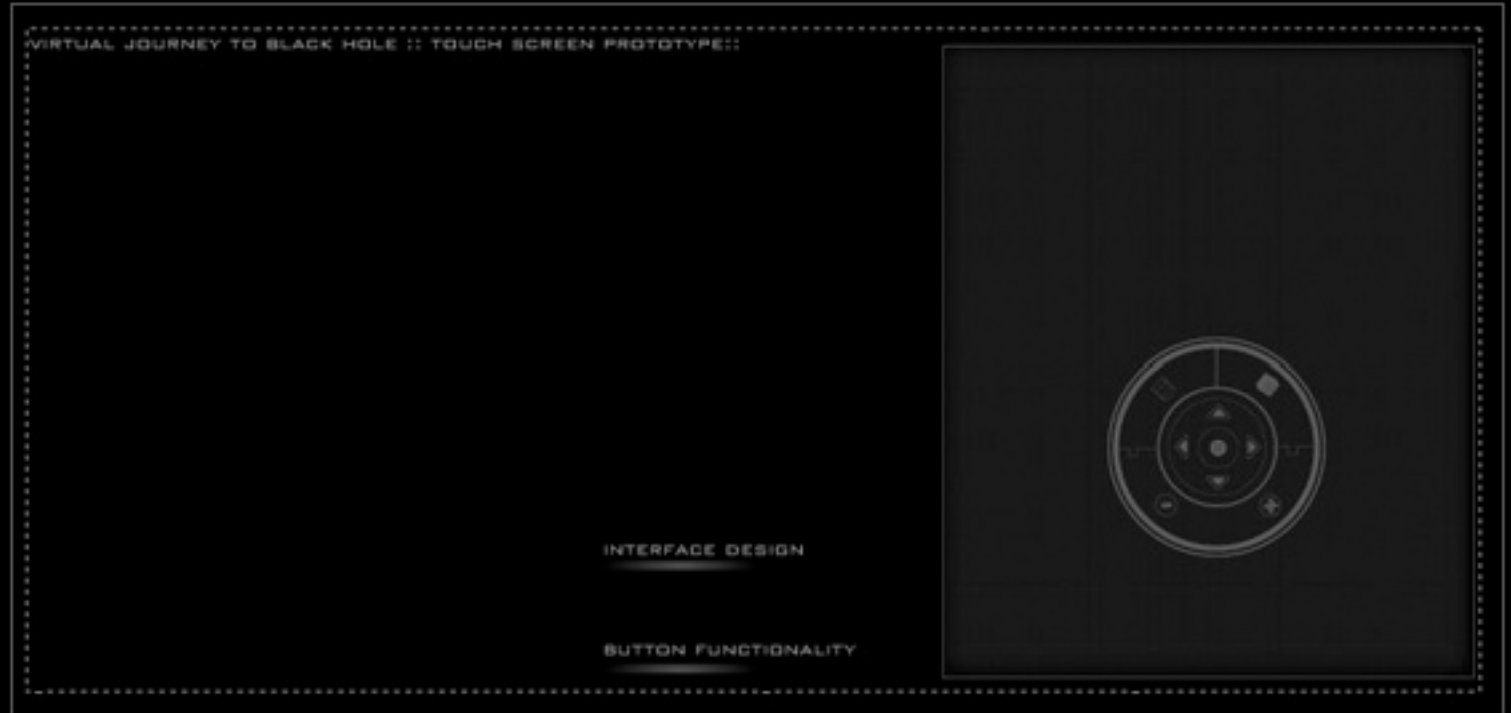 VIRTUAL JOURNEY TO BLACK HOLE :: TOUCH SCREEN PROTOTYPE::
INTERFACE DESIGN
BUTTON FUNCTIONALITY